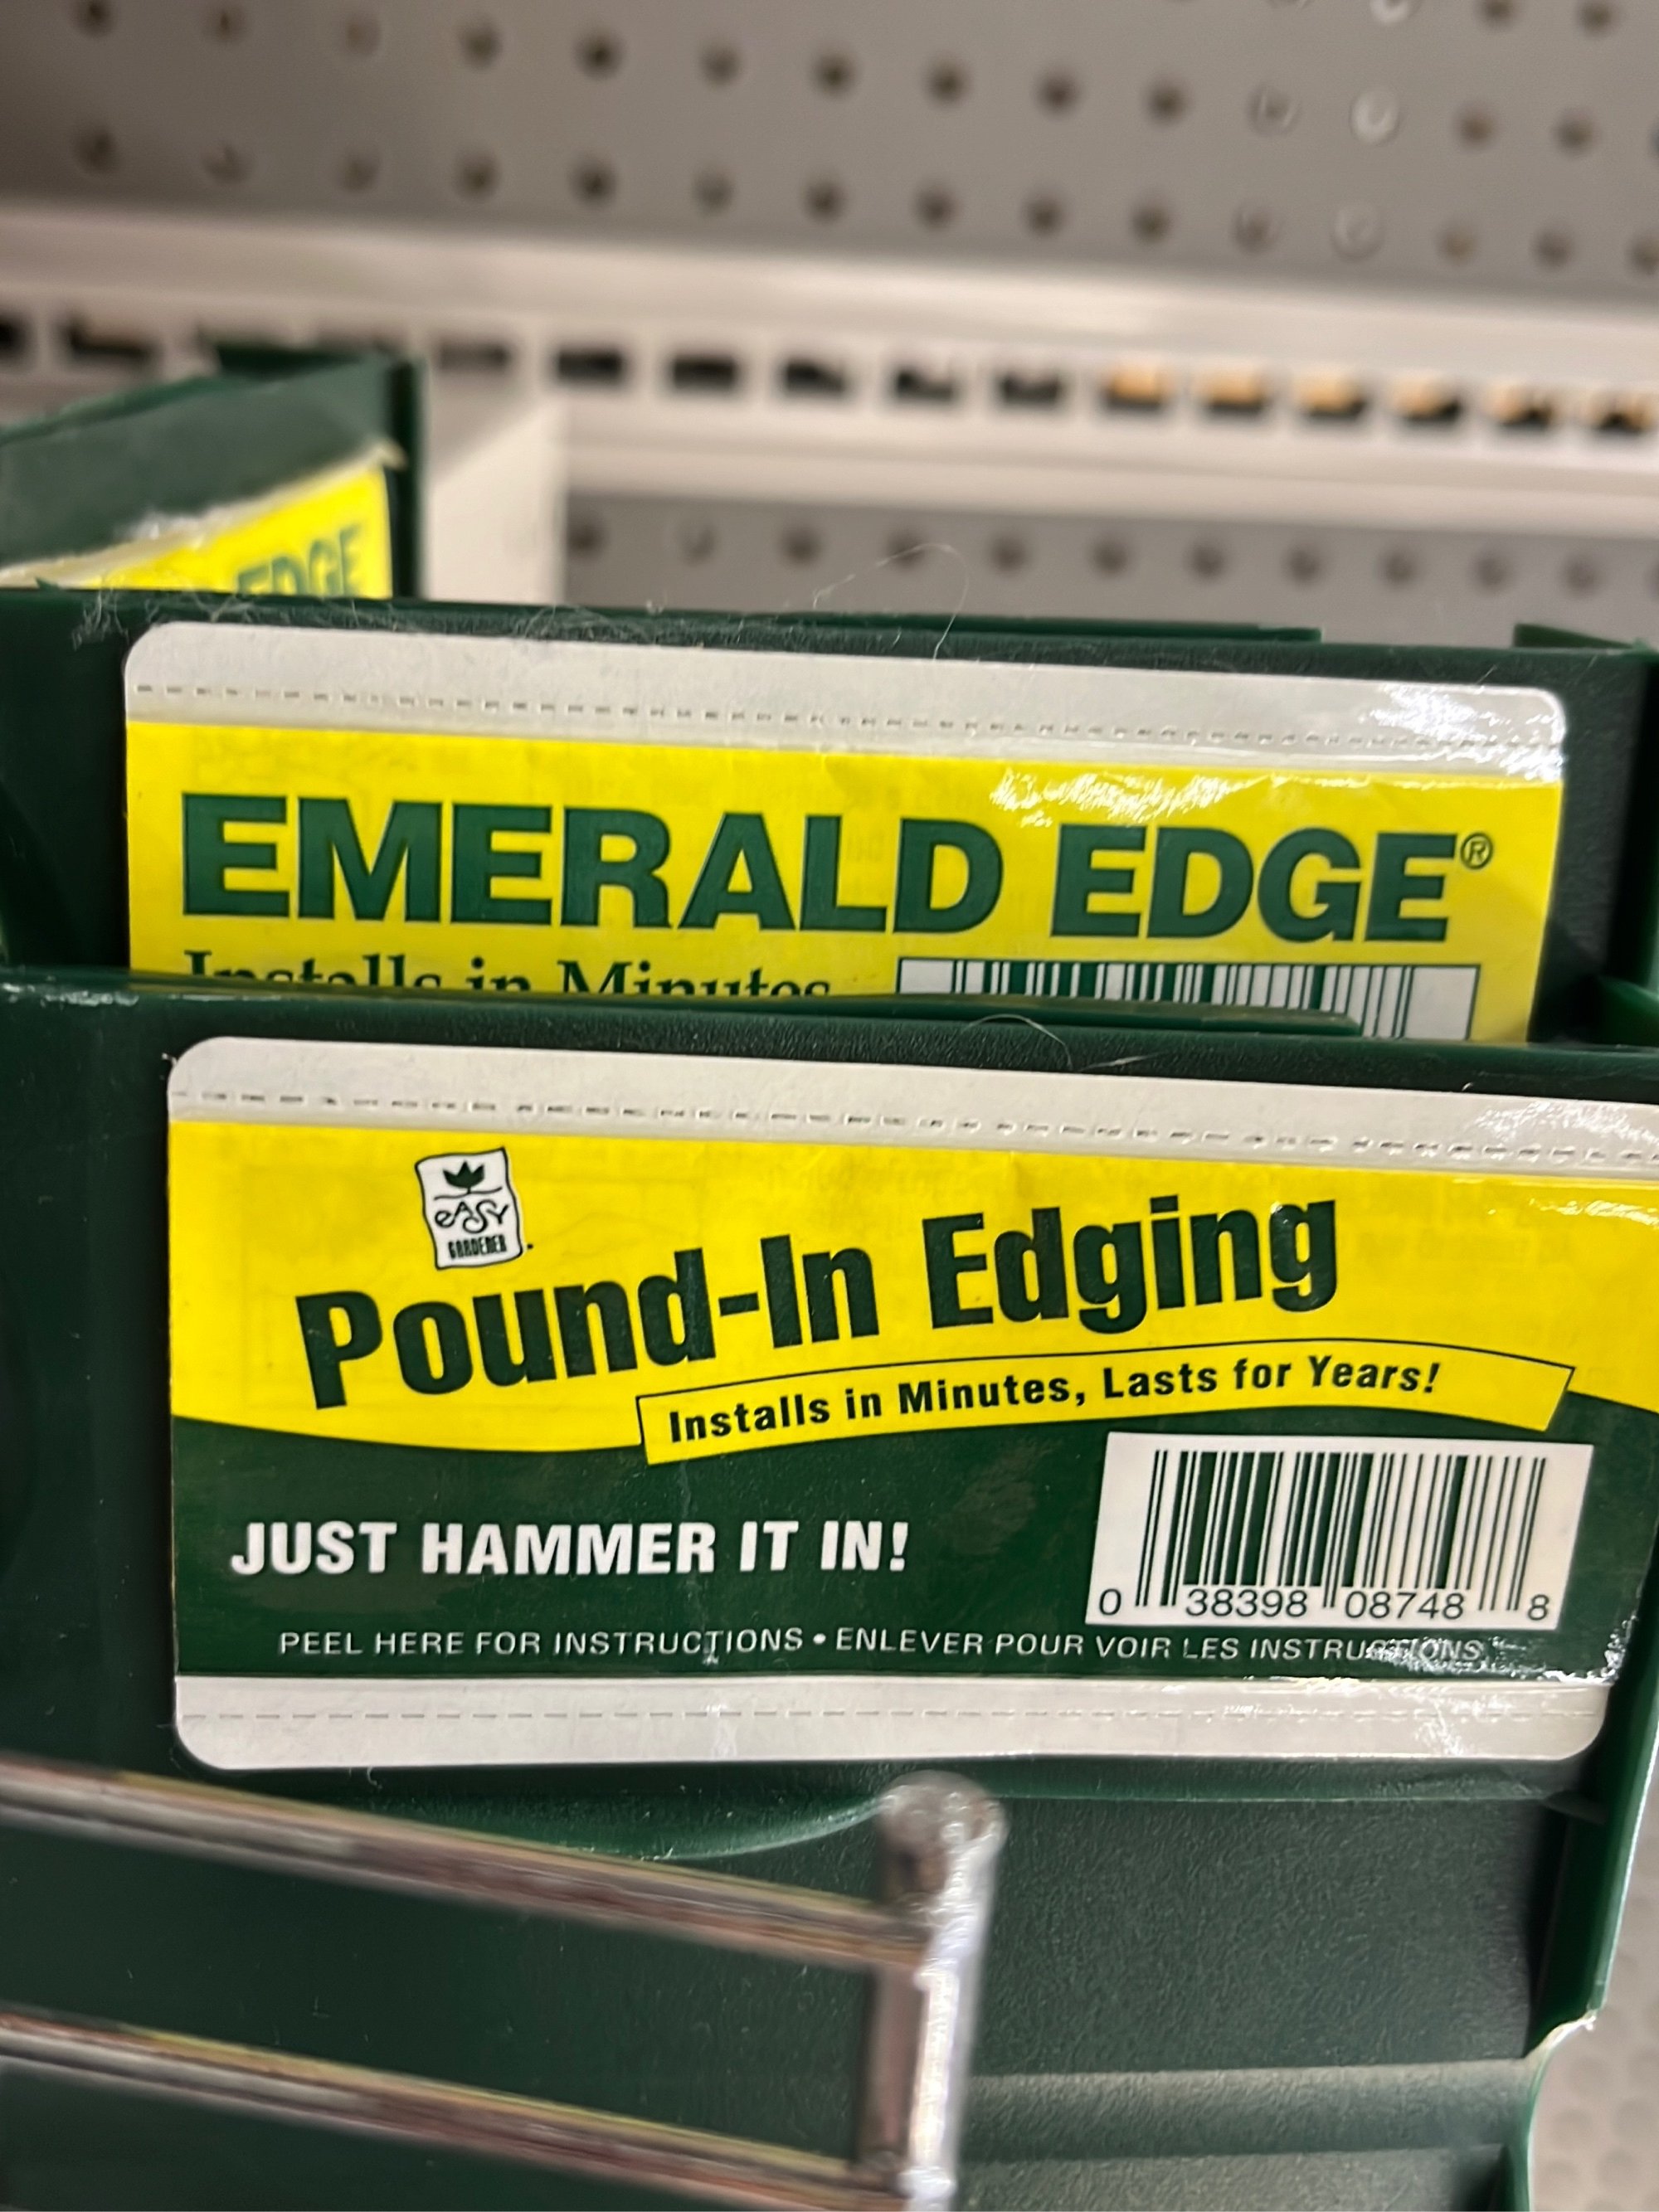 EDGE
EMERALD EDGE®
Installs in Minutes
eASy
GARDENER
Pound-In Edging
Installs in Minutes, Lasts for Years!
JUST HAMMER IT IN!
0 38398 08748 8
PEEL HERE FOR INSTRUCTIONS • ENLEVER POUR VOIR LES INSTRUCTIONS